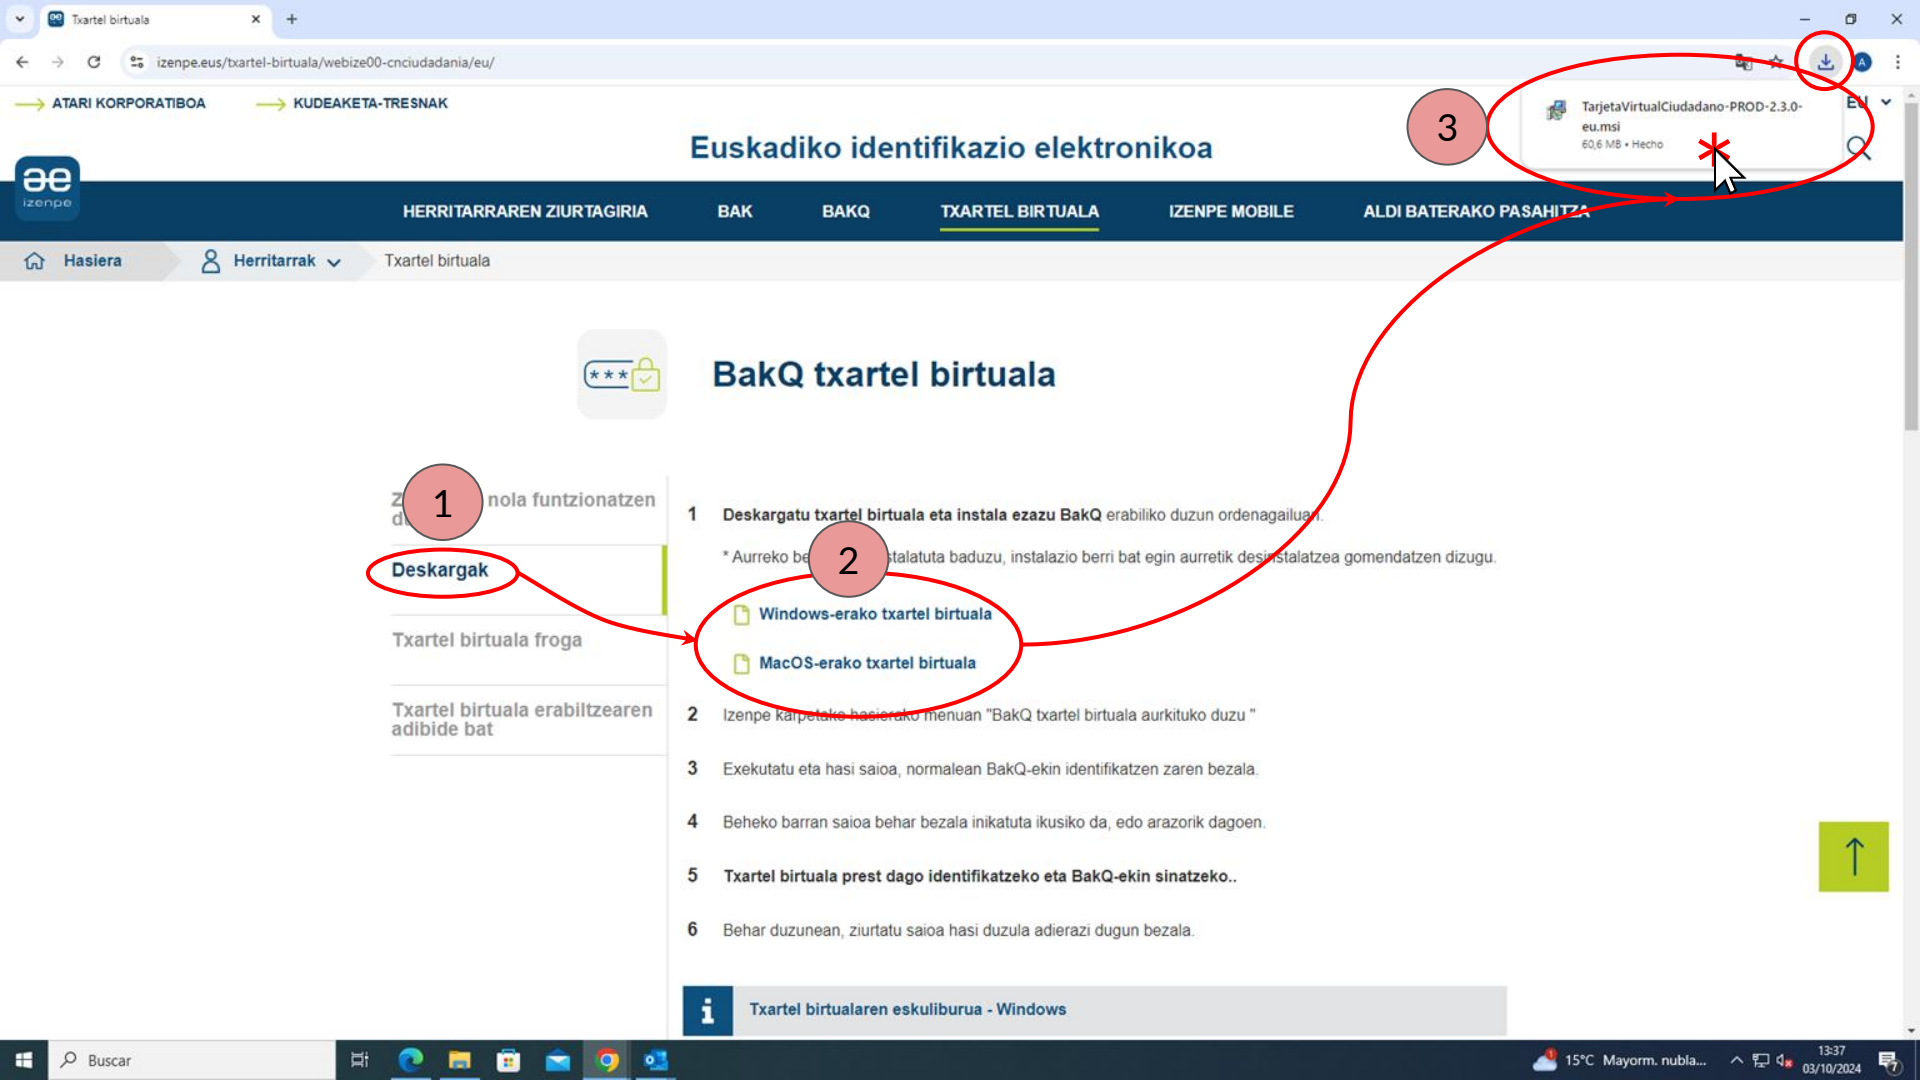 Txartel birtuala
izenpe.eus/txartel-birtuala/webize00-cnciudadania/eu/
A
ATARI KORPORATIBOA
KUDEAKETA-TRESNAK
EU
3
TarjetaVirtualCiudadano-PROD-2.3.0-
eu.msi
60,6 MB • Hecho
Euskadiko identifikazio elektronikoa
izenpe
HERRITARRAREN ZIURTAGIRIA
BAK
BAKQ
TXARTEL BIRTUALA
IZENPE MOBILE
ALDI BATERAKO PASAHITZA
Hasiera
Herritarrak
Txartel birtuala
***
BakQ txartel birtuala
1
nola funtzionatzen
Deskargak
Txartel birtuala froga
Txartel birtuala erabiltzearen
adibide bat
1 Deskargatu txartel birtuala eta instala ezazu BakQ erabiliko duzun ordenagailuan.
2
* Aurreko talatuta baduzu, instalazio berri bat egin aurretik desinstalatzea gomendatzen dizugu.
Windows-erako txartel birtuala
MacOS-erako txartel birtuala
2 Izenpe karpetako hasierako menuan "BakQ txartel birtuala aurkituko duzu "
3 Exekutatu eta hasi saioa, normalean BakQ-ekin identifikatzen zaren bezala.
4 Beheko barran saioa behar bezala inikatuta ikusiko da, edo arazorik dagoen.
5 Txartel birtuala prest dago identifikatzeko eta BakQ-ekin sinatzeko..
6 Behar duzunean, ziurtatu saioa hasi duzula adierazi dugun bezala.
i Txartel birtualaren eskuliburua - Windows
Buscar
15°C Mayorm. nubla...
13:37
03/10/2024
7